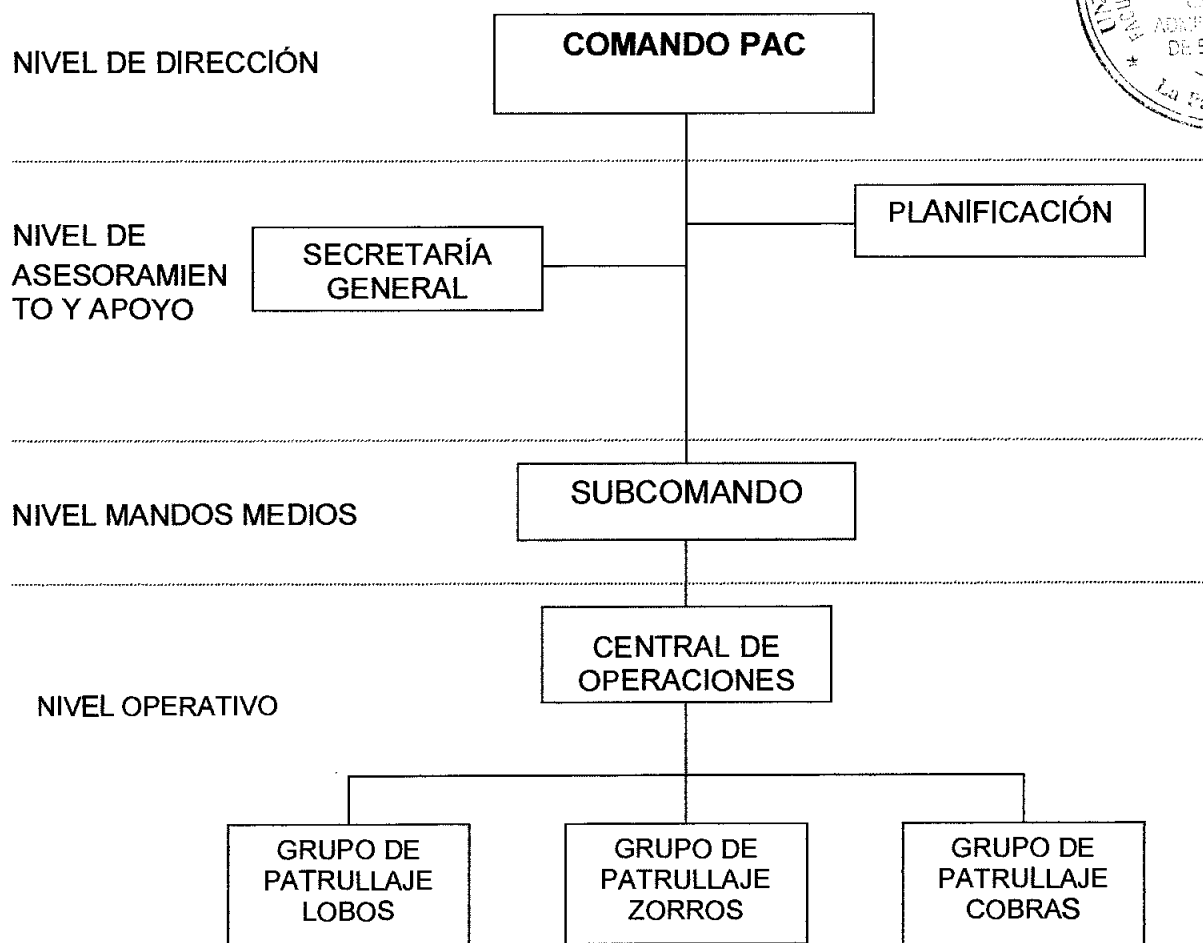 NIVEL DE DIRECCIÓN
COMANDO PAC
La
NIVEL DE
ASESORAMIEN
TO Y APOYO
SECRETARÍA
GENERAL
PLANIFICACIÓN
NIVEL MANDOS MEDIOS
SUBCOMANDO
NIVEL OPERATIVO
CENTRAL DE
OPERACIONES
GRUPO DE
PATRULLAJE
LOBOS
GRUPO DE
PATRULLAJE
ZORROS
GRUPO DE
PATRULLAJE
COBRAS